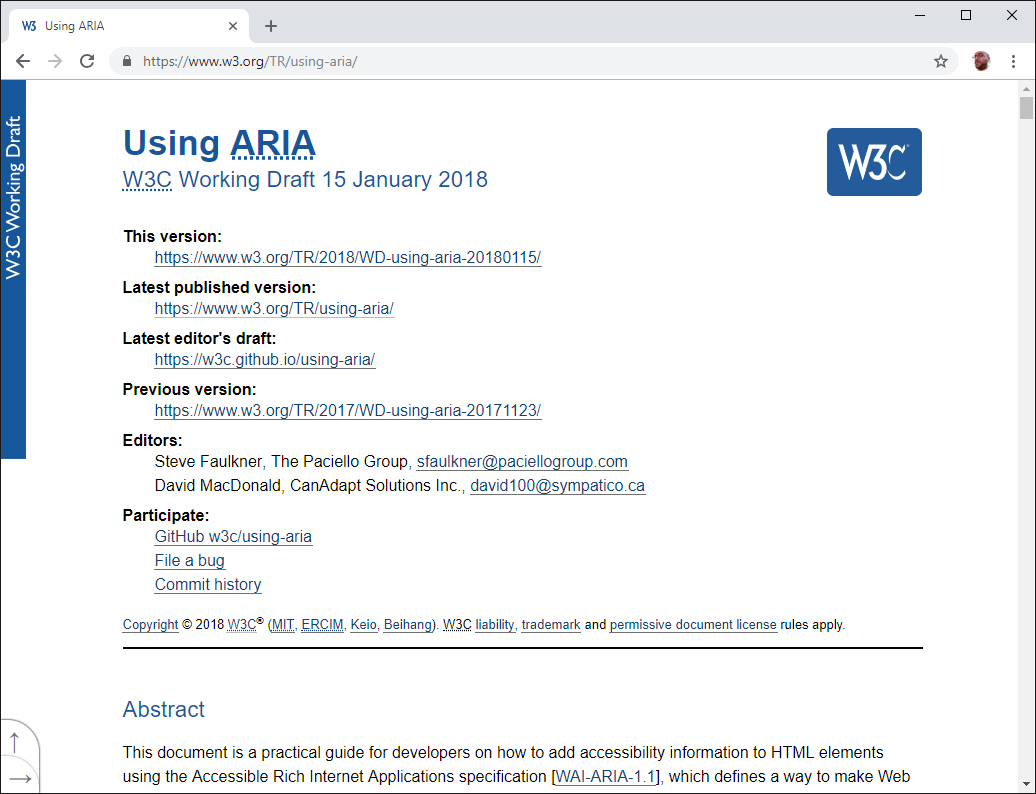 Using ARIA
https://www.w3.org/TR/using-aria/
W3C Working Draft
Using ARIA
W3C
W3C Working Draft 15 January 2018
This version:
https://www.w3.org/TR/2018/WD-using-aria-20180115/
Latest published version:
https://www.w3.org/TR/using-aria/
Latest editor's draft:
https://w3c.github.io/using-aria/
Previous version:
https://www.w3.org/TR/2017/WD-using-aria-20171123/
Editors:
Steve Faulkner, The Paciello Group, sfaulkner@paciellogroup.com
David MacDonald, CanAdapt Solutions Inc., david100@sympatico.ca
Participate:
GitHub w3c/using-aria
File a bug
Commit history
Copyright © 2018 W3C® (MIT, ERCIM, Keio, Beihang). W3C liability, trademark and permissive document license rules apply.
Abstract
This document is a practical guide for developers on how to add accessibility information to HTML elements
using the Accessible Rich Internet Applications specification [WAI-ARIA-1.1], which defines a way to make Web